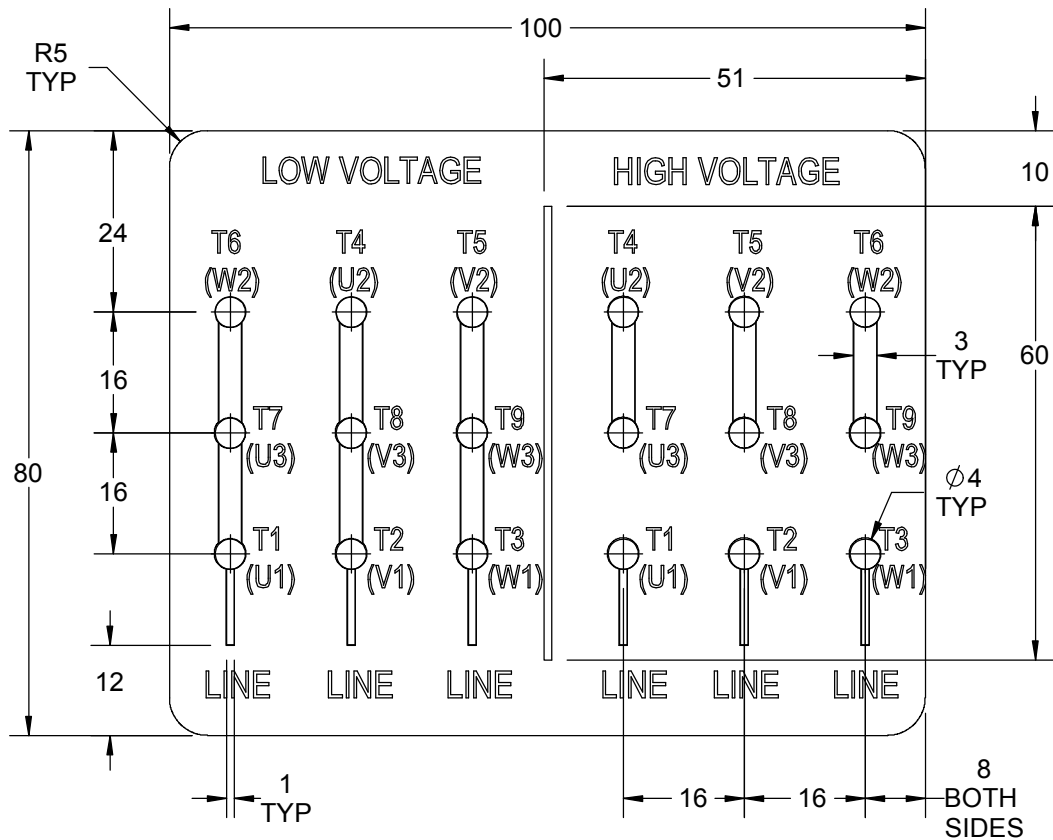 100
R5
TYP
51
LOW VOLTAGE
HIGH VOLTAGE
10
24
T6
(W2)
T4
(U2)
T5
(V2)
T4
(U2)
T5
(V2)
T6
(W2)
16
3
TYP
60
T7
(U3)
T8
(V3)
T9
(W3)
T7
(U3)
T8
(V3)
T9
(W3)
80
16
Ø4
TYP
T1
(U1)
T2
(V1)
T3
(W1)
T1
(U1)
T2
(V1)
T3
(W1)
12
LINE LINE LINE LINE LINE LINE
1
TYP
16
16
8
BOTH
SIDES